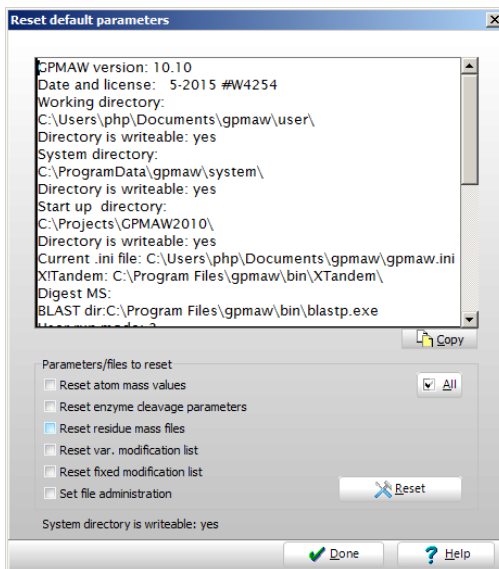 Reset default parameters
GPMAW version: 10.10
Date and license:   5-2015 #W4254
Working directory:
C:\Users\php\Documents\gpmaw\user\
Directory is writeable: yes
System directory:
C:\ProgramData\gpmaw\system\
Directory is writeable: yes
Start up  directory:
C:\Projects\GPMAW2010\
Directory is writeable: yes
Current .ini file: C:\Users\php\Documents\gpmaw\gpmaw.ini
X!Tandem: C:\Program Files\gpmaw\bin\XTandem\
Digest MS:
BLAST dir:C:\Program Files\gpmaw\bin\blastp.exe
User run mode: 2
Copy
Parameters/files to reset
Reset atom mass values
All
Reset enzyme cleavage parameters
Reset residue mass files
Reset var. modification list
Reset fixed modification list
Set file administration
Reset
System directory is writeable: yes
Done
Help